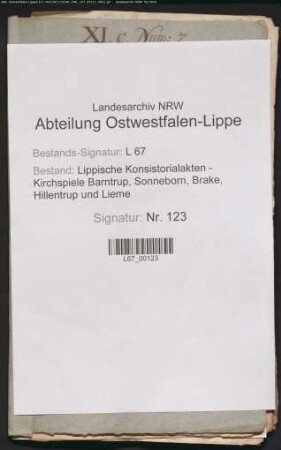 XI. c. Num: 7
Landesarchiv NRW
Abteilung Ostwestfalen-Lippe
Bestands-Signatur: L 67
Bestand: Lippische Konsistorialakten -
Kirchspiele Barntrup, Sonneborn, Brake,
Hillentrup und Lieme
Signatur: Nr. 123
L67_00123